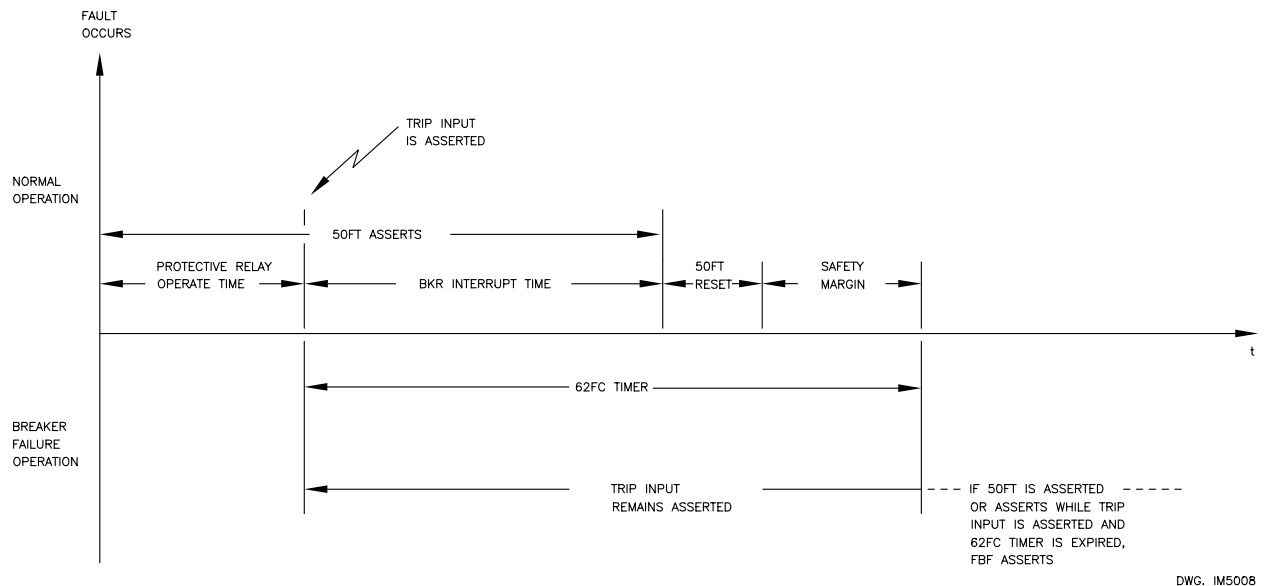 FAULT
OCCURS
TRIP INPUT
IS ASSERTED
NORMAL
OPERATION
50FT ASSERTS
PROTECTIVE RELAY
OPERATE TIME
BKR INTERRUPT TIME
50FT
RESET
SAFETY
MARGIN
t
62FC TIMER
BREAKER
FAILURE
OPERATION
TRIP INPUT
REMAINS ASSERTED
IF 50FT IS ASSERTED
OR ASSERTS WHILE TRIP
INPUT IS ASSERTED AND
62FC TIMER IS EXPIRED,
FBF ASSERTS
DWG. IM5008